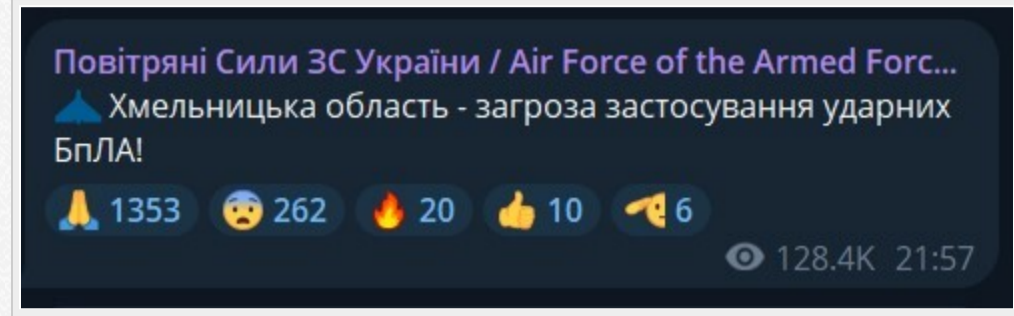 Повітряні Сили ЗС України / Air Force of the Armed Forc...
Хмельницька область - загроза застосування ударних
БпЛА!
1353 262 20 10 6
128.4K 21:57